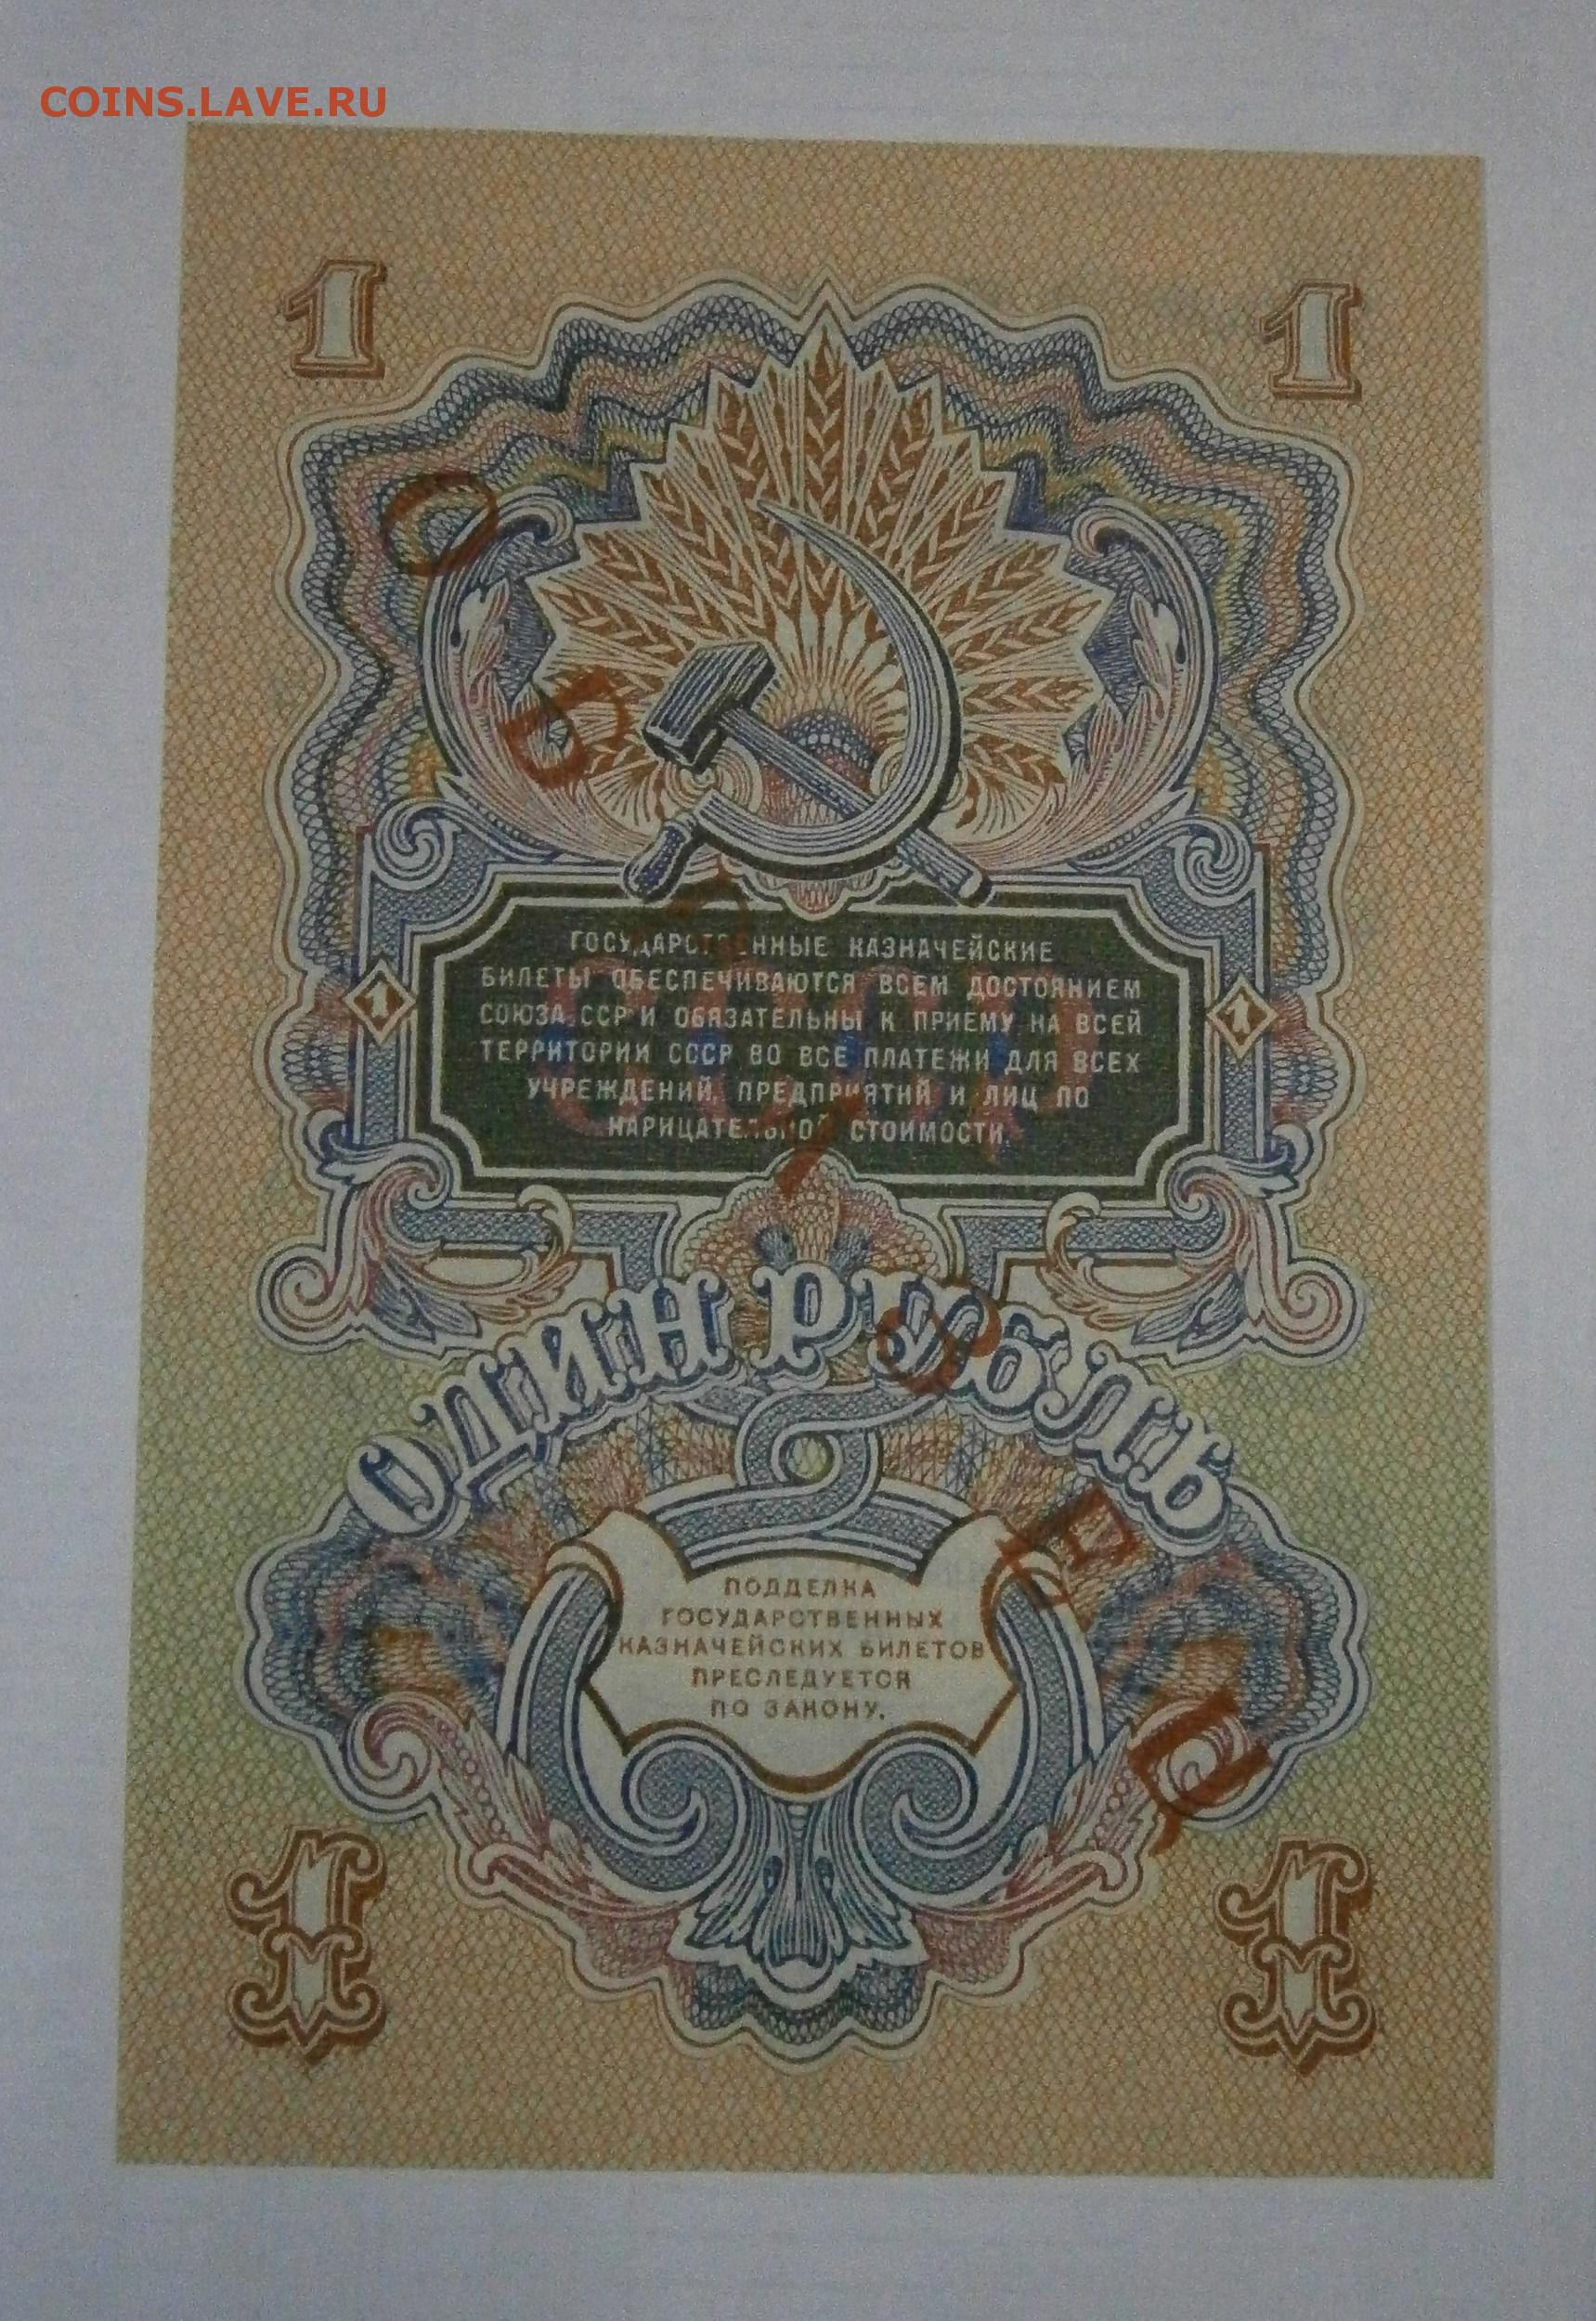 COINS.LAVE.RU
1 1
ОБРАЗЕЦ
ГОСУДАРСТВЕННЫЕ КАЗНАЧЕЙСКИЕ
БИЛЕТЫ ОБЕСПЕЧИВАЮТСЯ ВСЕМ ДОСТОЯНИЕМ
СОЮЗА ССР И ОБЯЗАТЕЛЬНЫ К ПРИЕМУ НА ВСЕЙ
1 1
ТЕРРИТОРИИ СССР ВО ВСЕ ПЛАТЕЖИ ДЛЯ ВСЕХ
УЧРЕЖДЕНИЙ, ПРЕДПРИЯТИЙ И ЛИЦ ПО
НАРИЦАТЕЛЬНОЙ СТОИМОСТИ.
ОДИН РУБЛЬ
ПОДДЕЛКА
ГОСУДАРСТВЕННЫХ
КАЗНАЧЕЙСКИХ БИЛЕТОВ
ПРЕСЛЕДУЕТСЯ
ПО ЗАКОНУ.
1 1